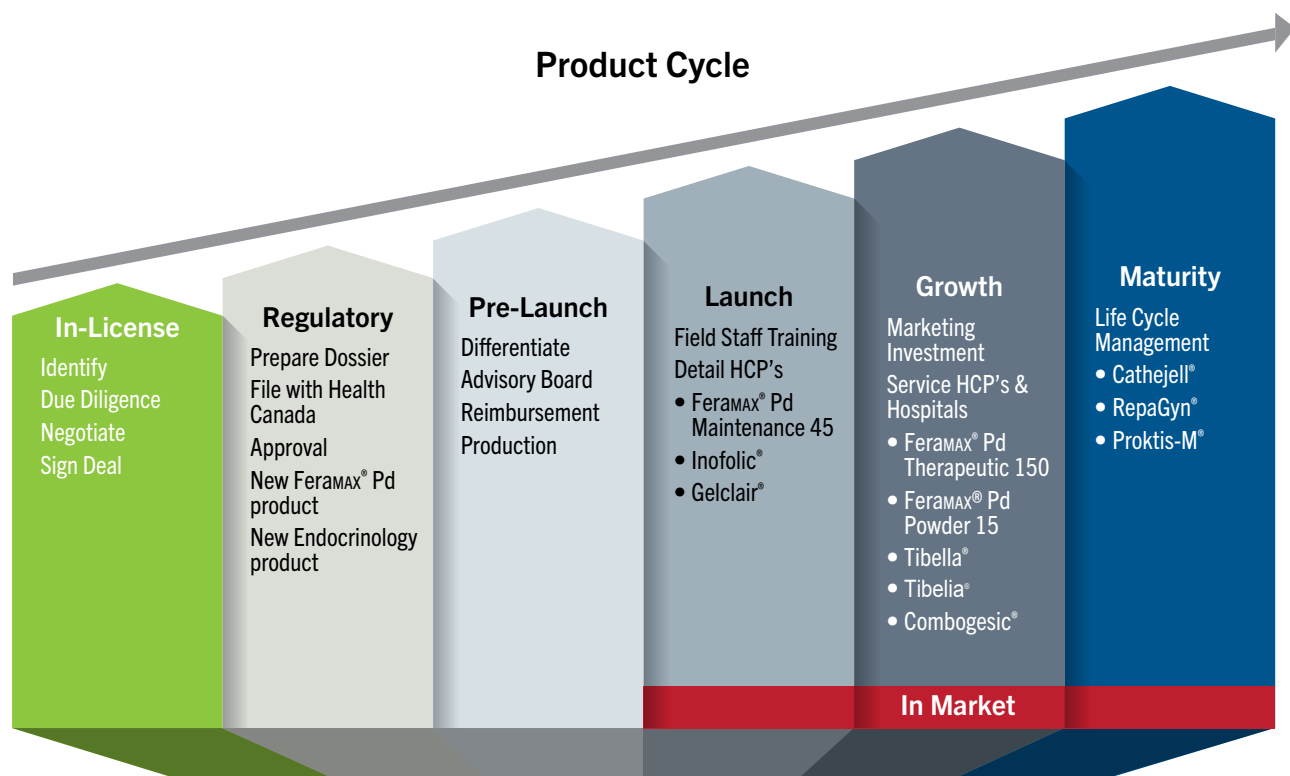 Product Cycle
In-License
Identify
Due Diligence
Negotiate
Sign Deal
Regulatory
Prepare Dossier
File with Health
Canada
Approval
New FeraMAX® Pd
product
New Endocrinology
product
Pre-Launch
Differentiate
Advisory Board
Reimbursement
Production
Launch
Field Staff Training
Detail HCP's
• FeraMAX® Pd
Maintenance 45
• Inofolic®
• Gelclair®
Growth
Marketing
Investment
Service HCP's &
Hospitals
• FeraMAX® Pd
Therapeutic 150
• FeraMAX® Pd
Powder 15
• Tibella®
• Tibelia®
• Combogesic®
Maturity
Life Cycle
Management
• Cathejell®
• RepaGyn®
• Proktis-M®
In Market